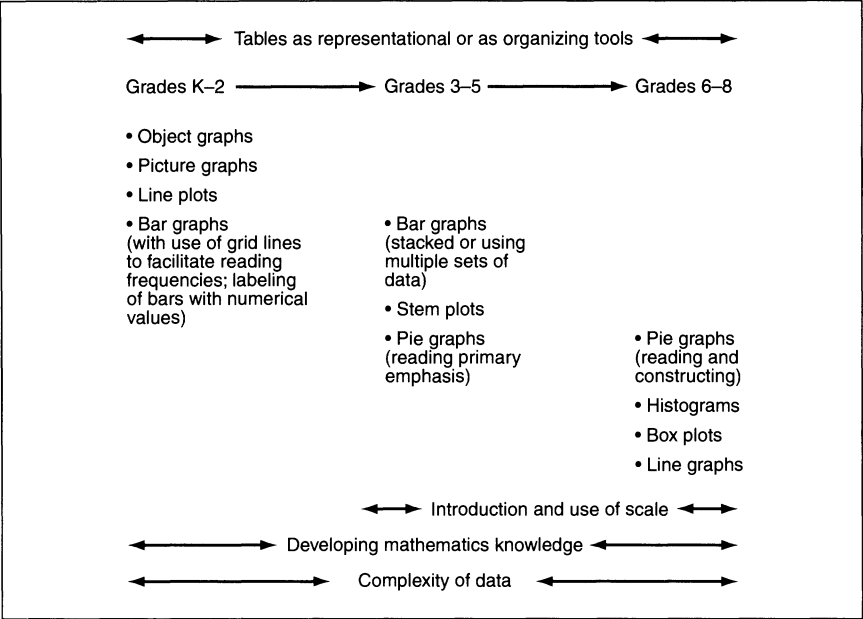 Tables as representational or as organizing tools
Grades K–2 Grades 3–5 Grades 6–8
• Object graphs
• Picture graphs
• Line plots
• Bar graphs
(with use of grid lines
to facilitate reading
frequencies; labeling
of bars with numerical
values)
• Bar graphs
(stacked or using
multiple sets of
data)
• Stem plots
• Pie graphs
(reading primary
emphasis)
• Pie graphs
(reading and
constructing)
• Histograms
• Box plots
• Line graphs
Introduction and use of scale
Developing mathematics knowledge
Complexity of data